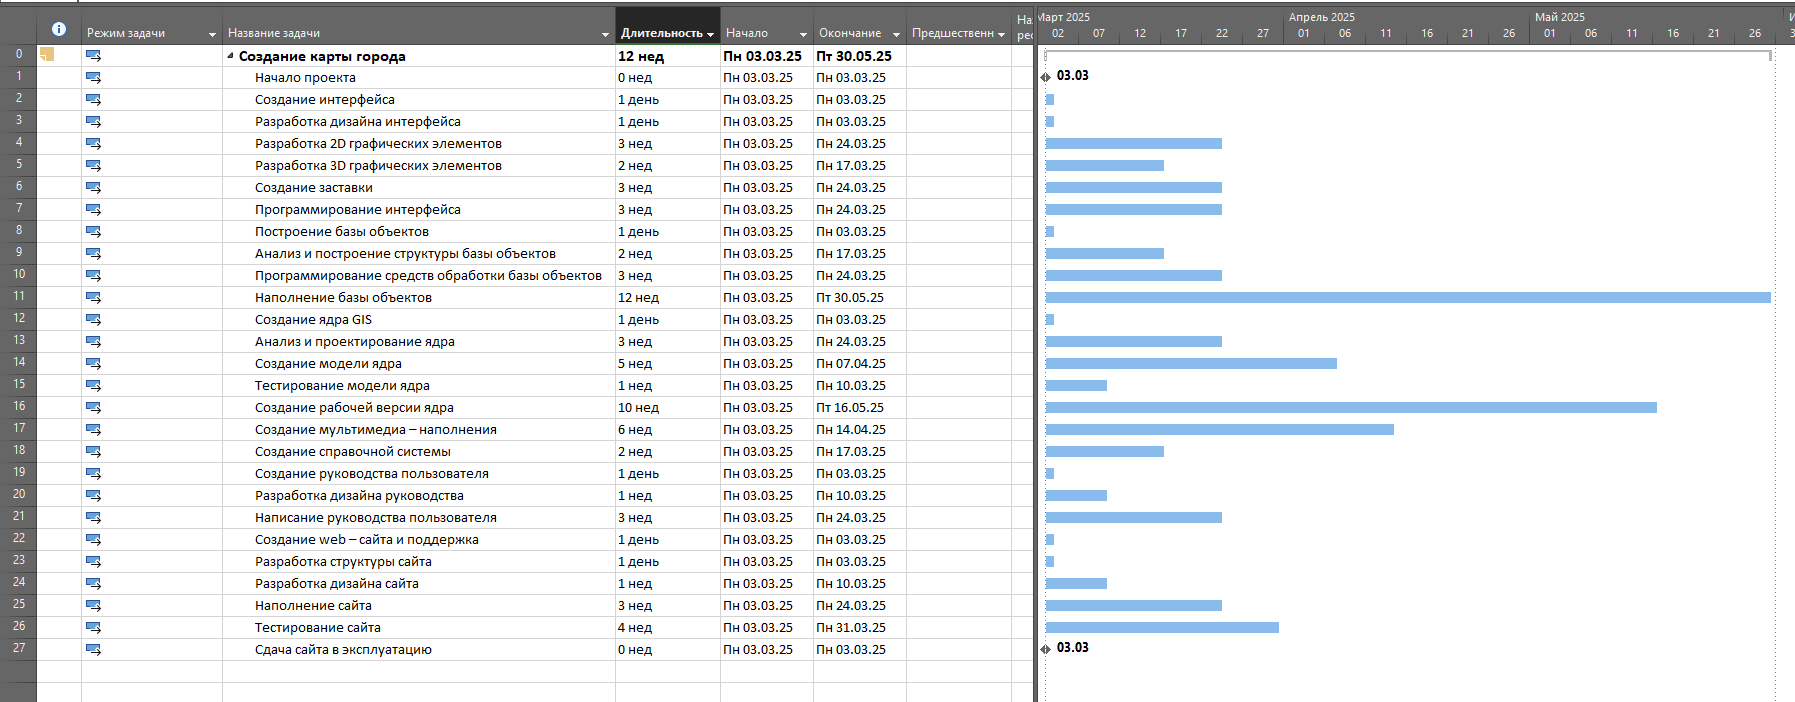 Март 2025 Апрель 2025 Май 2025
Режим задачи Название задачи Длительность Начало Окончание Предшественн На рес 02 07 12 17 22 27 01 06 11 16 21 26 01 06 11 16 21 26
0 Создание карты города 12 нед Пн 03.03.25 Пт 30.05.25
1 Начало проекта 0 нед Пн 03.03.25 Пн 03.03.25 03.03
2 Создание интерфейса 1 день Пн 03.03.25 Пн 03.03.25
3 Разработка дизайна интерфейса 1 день Пн 03.03.25 Пн 03.03.25
4 Разработка 2D графических элементов 3 нед Пн 03.03.25 Пн 24.03.25
5 Разработка 3D графических элементов 2 нед Пн 03.03.25 Пн 17.03.25
6 Создание заставки 3 нед Пн 03.03.25 Пн 24.03.25
7 Программирование интерфейса 3 нед Пн 03.03.25 Пн 24.03.25
8 Построение базы объектов 1 день Пн 03.03.25 Пн 03.03.25
9 Анализ и построение структуры базы объектов 2 нед Пн 03.03.25 Пн 17.03.25
10 Программирование средств обработки базы объектов 3 нед Пн 03.03.25 Пн 24.03.25
11 Наполнение базы объектов 12 нед Пн 03.03.25 Пт 30.05.25
12 Создание ядра GIS 1 день Пн 03.03.25 Пн 03.03.25
13 Анализ и проектирование ядра 3 нед Пн 03.03.25 Пн 24.03.25
14 Создание модели ядра 5 нед Пн 03.03.25 Пн 07.04.25
15 Тестирование модели ядра 1 нед Пн 03.03.25 Пн 10.03.25
16 Создание рабочей версии ядра 10 нед Пн 03.03.25 Пт 16.05.25
17 Создание мультимедиа – наполнения 6 нед Пн 03.03.25 Пн 14.04.25
18 Создание справочной системы 2 нед Пн 03.03.25 Пн 17.03.25
19 Создание руководства пользователя 1 день Пн 03.03.25 Пн 03.03.25
20 Разработка дизайна руководства 1 нед Пн 03.03.25 Пн 10.03.25
21 Написание руководства пользователя 3 нед Пн 03.03.25 Пн 24.03.25
22 Создание web – сайта и поддержка 1 день Пн 03.03.25 Пн 03.03.25
23 Разработка структуры сайта 1 день Пн 03.03.25 Пн 03.03.25
24 Разработка дизайна сайта 1 нед Пн 03.03.25 Пн 10.03.25
25 Наполнение сайта 3 нед Пн 03.03.25 Пн 24.03.25
26 Тестирование сайта 4 нед Пн 03.03.25 Пн 31.03.25
27 Сдача сайта в эксплуатацию 0 нед Пн 03.03.25 Пн 03.03.25 03.03